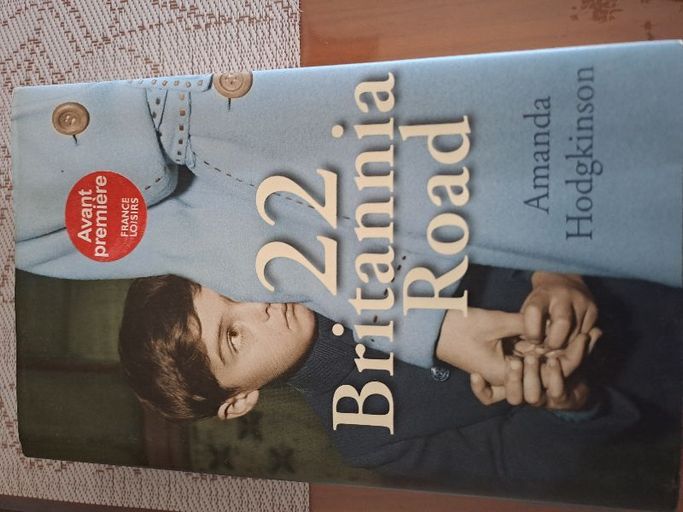 Avant
première
FRANCE
LOISIRS
22
Britannia
Road
Amanda
Hodgkinson